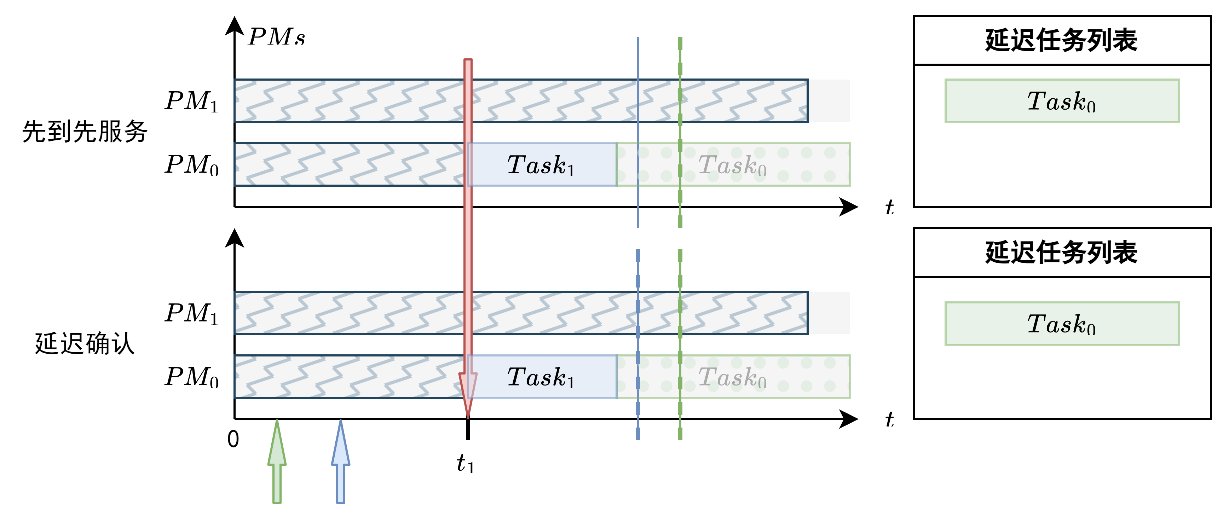 PMs
延迟任务列表
PM₁
Task₀
先到先服务
PM₀
Task₁
Task₀
t
延迟任务列表
PM₁
Task₀
延迟确认
PM₀
Task₁
Task₀
t
0
t₁